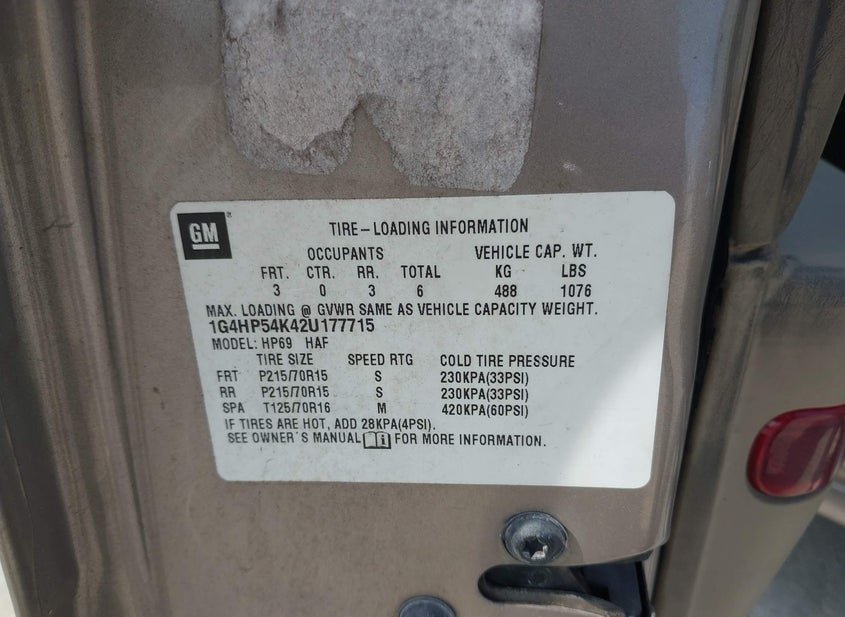 GM ® TIRE-LOADING INFORMATION
OCCUPANTS VEHICLE CAP. WT.
FRT. CTR. RR. TOTAL KG LBS
3 0 3 6 488 1076
MAX. LOADING @ GVWR SAME AS VEHICLE CAPACITY WEIGHT.
1G4HP54K42U177715
MODEL: HP69 HAF
TIRE SIZE SPEED RTG COLD TIRE PRESSURE
FRT P215/70R15 S 230KPA(33PSI)
RR P215/70R15 S 230KPA(33PSI)
SPA T125/70R16 M 420KPA(60PSI)
IF TIRES ARE HOT, ADD 28KPA(4PSI).
SEE OWNER'S MANUAL i FOR MORE INFORMATION.